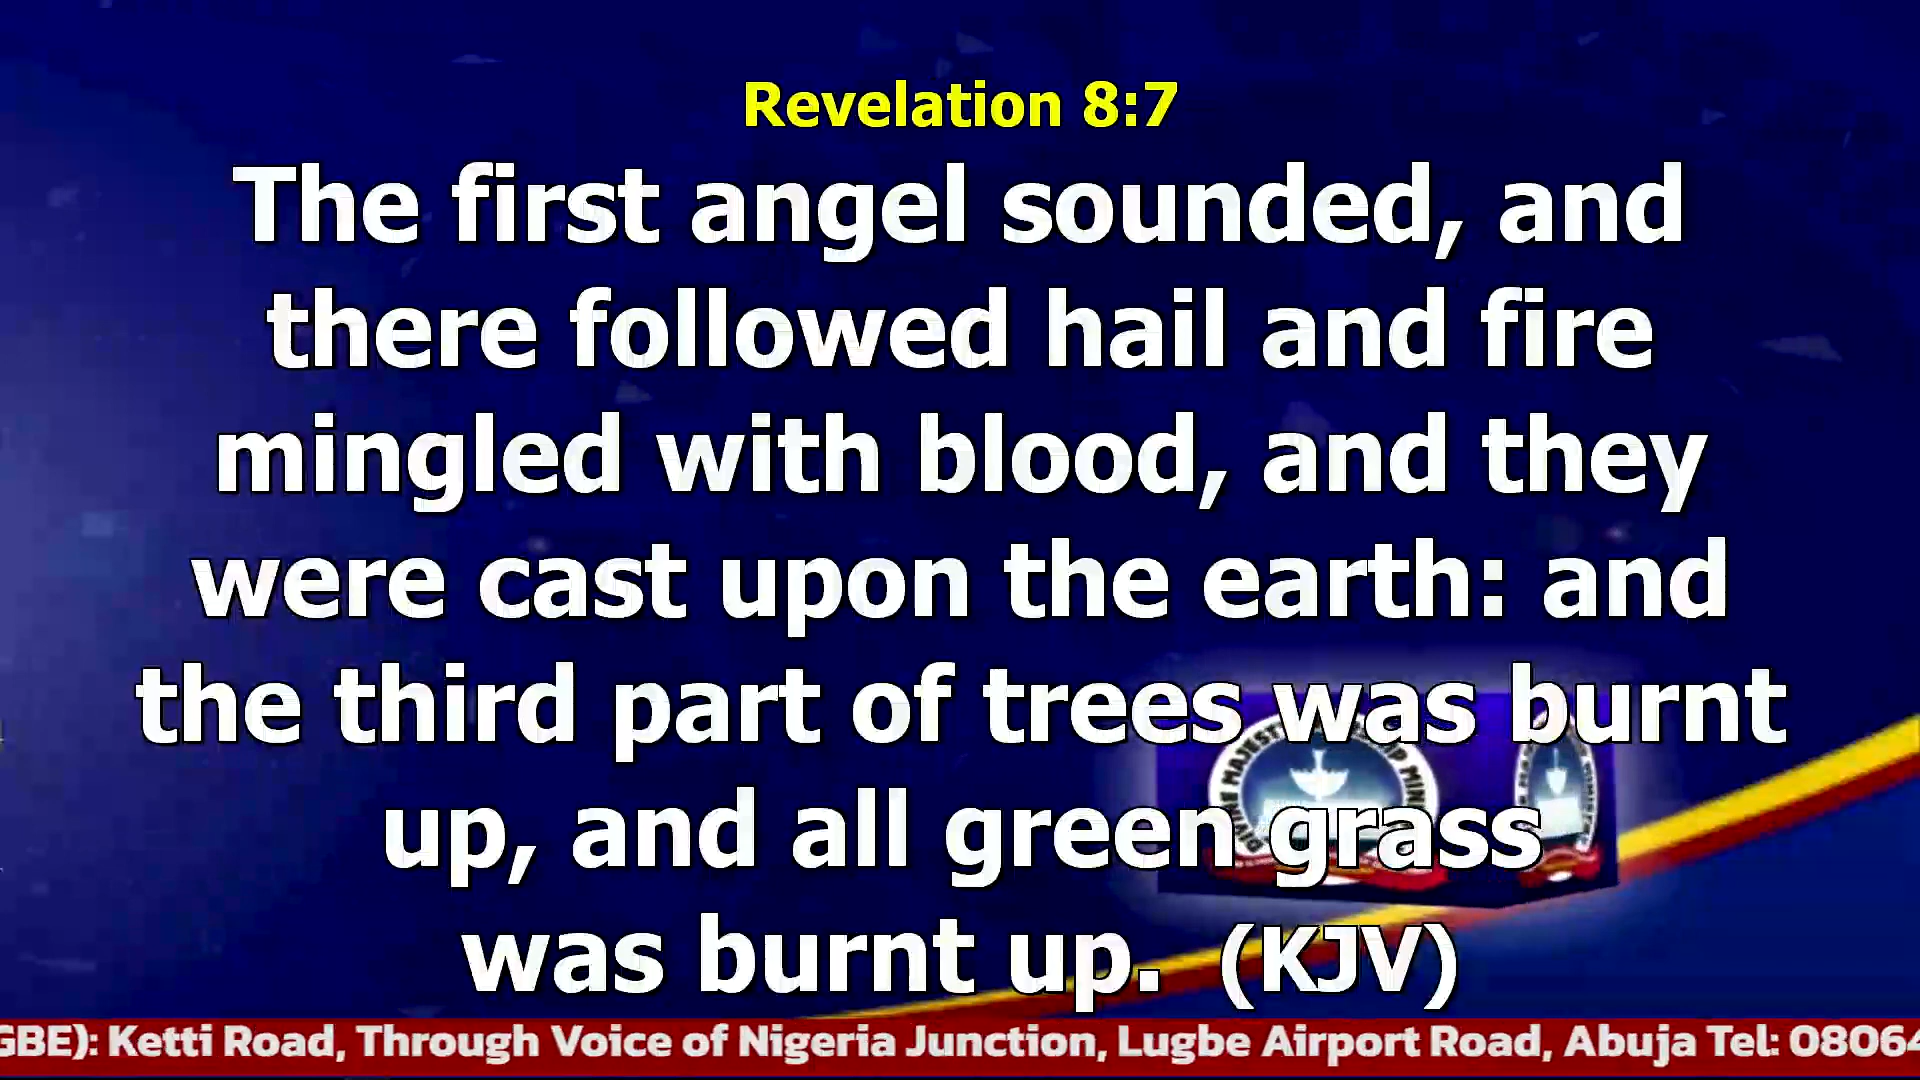 Revelation 8:7
The first angel sounded, and
there followed hail and fire
mingled with blood, and they
were cast upon the earth: and
the third part of trees was burnt
up, and all green grass
was burnt up. (KJV)
DIVINE MAJEST
GBE): Ketti Road, Through Voice of Nigeria Junction, Lugbe Airport Road, Abuja Tel: 08064